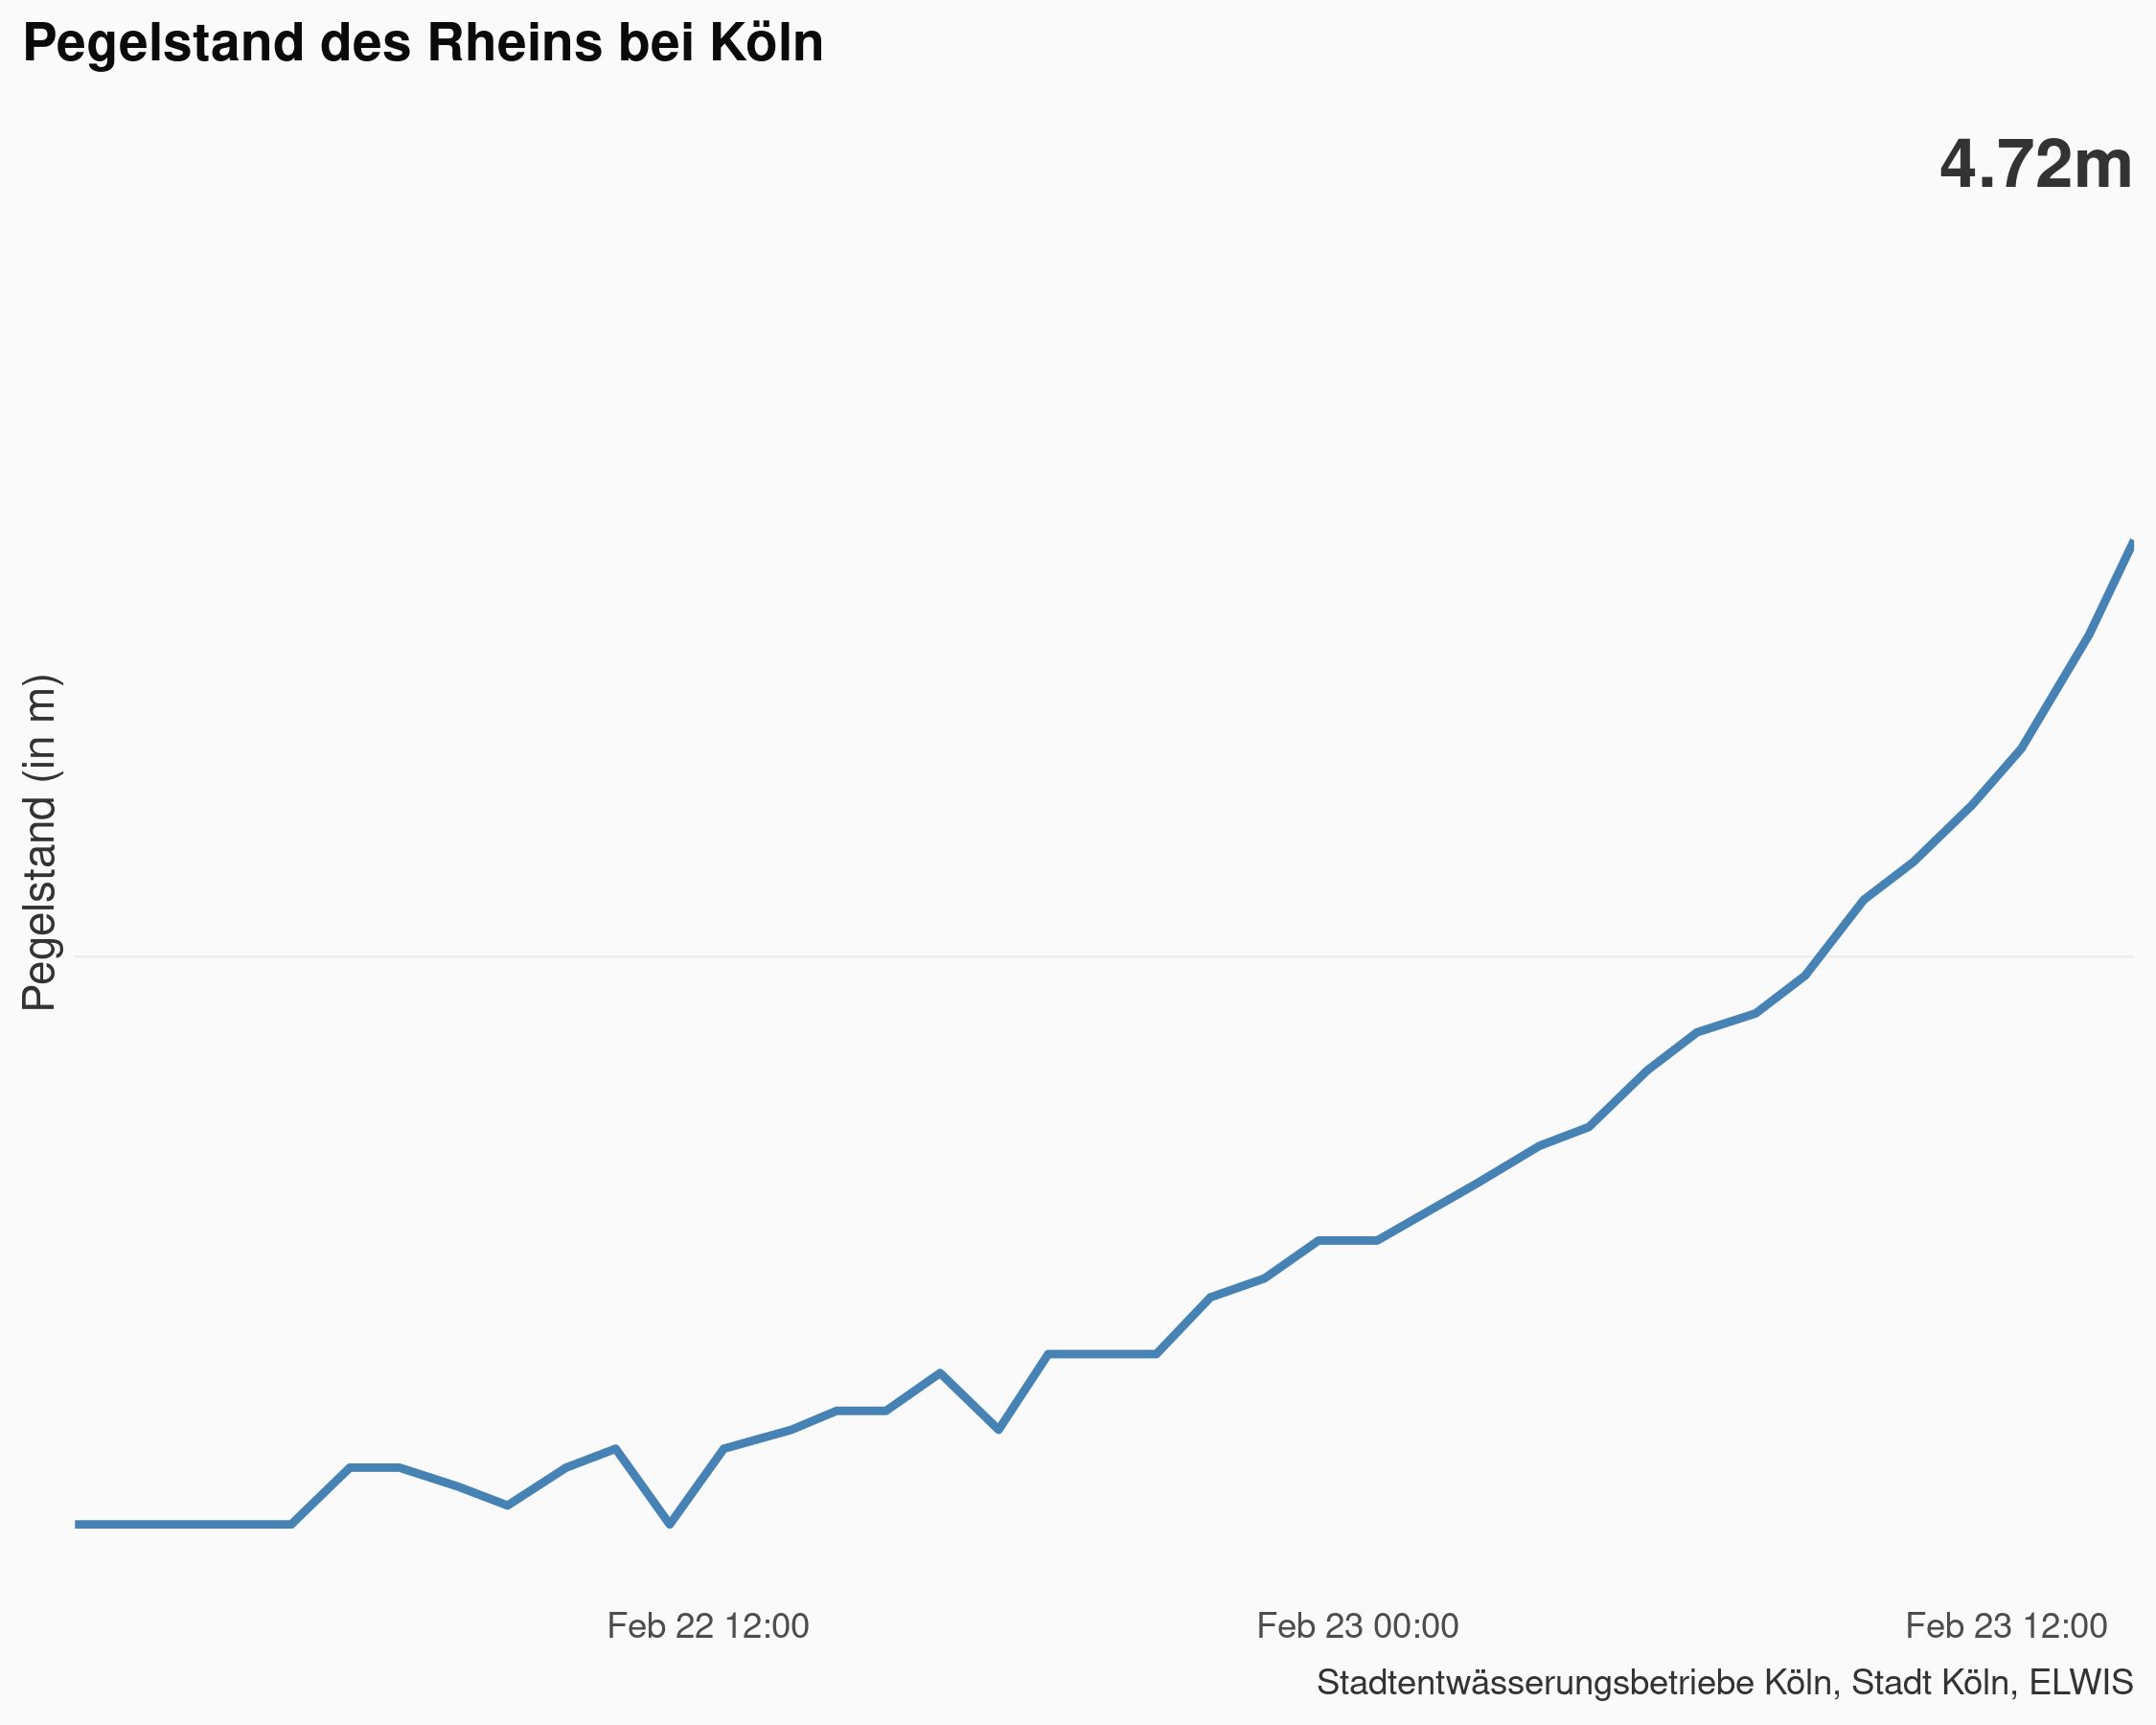 Pegelstand des Rheins bei Köln
4.72m
Pegelstand (in m)
Feb 22 12:00
Feb 23 00:00
Feb 23 12:00
Stadtentwässerungsbetriebe Köln, Stadt Köln, ELWIS